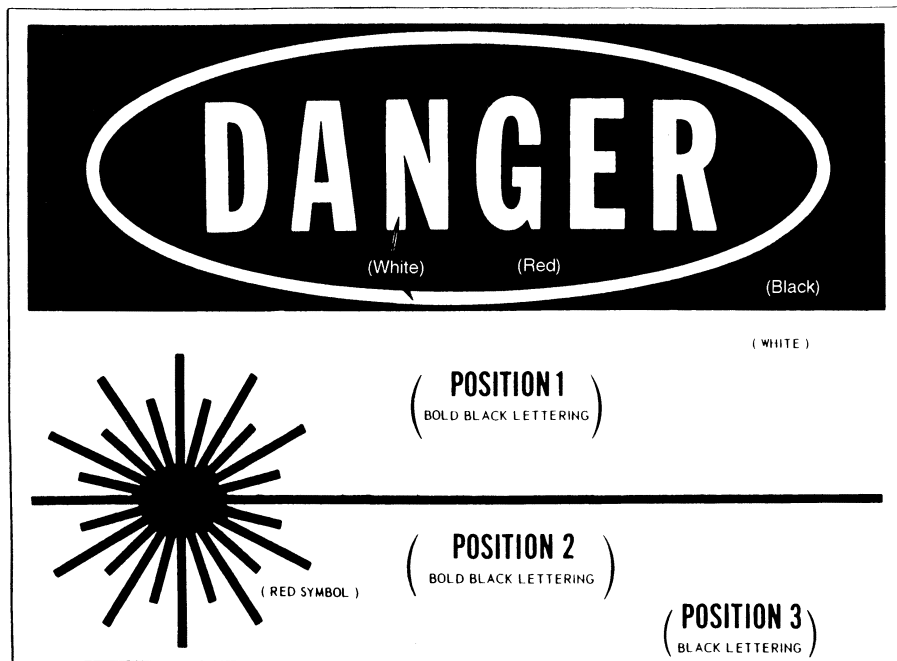 DANGER
(White)
(Red)
(Black)
( WHITE )
( POSITION 1
BOLD BLACK LETTERING )
( POSITION 2
BOLD BLACK LETTERING )
( RED SYMBOL )
( POSITION 3
BLACK LETTERING )